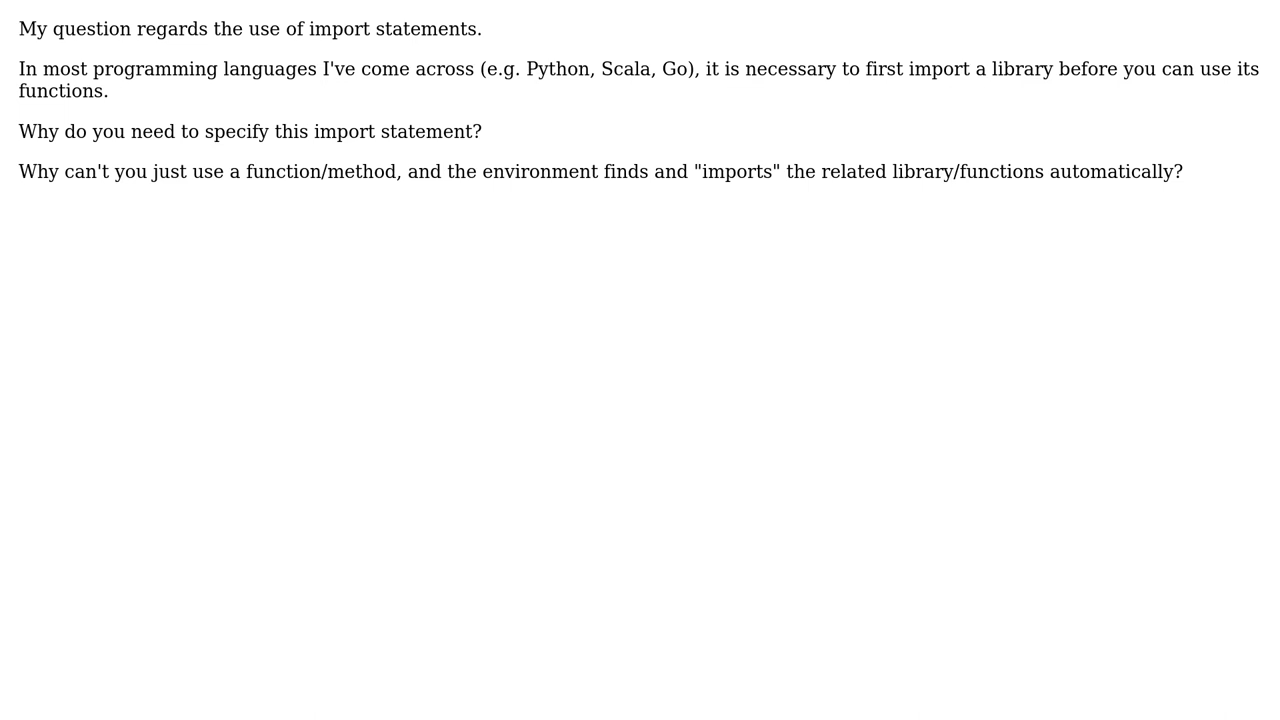 My question regards the use of import statements.
In most programming languages I've come across (e.g. Python, Scala, Go), it is necessary to first import a library before you can use its
functions.
Why do you need to specify this import statement?
Why can't you just use a function/method, and the environment finds and "imports" the related library/functions automatically?